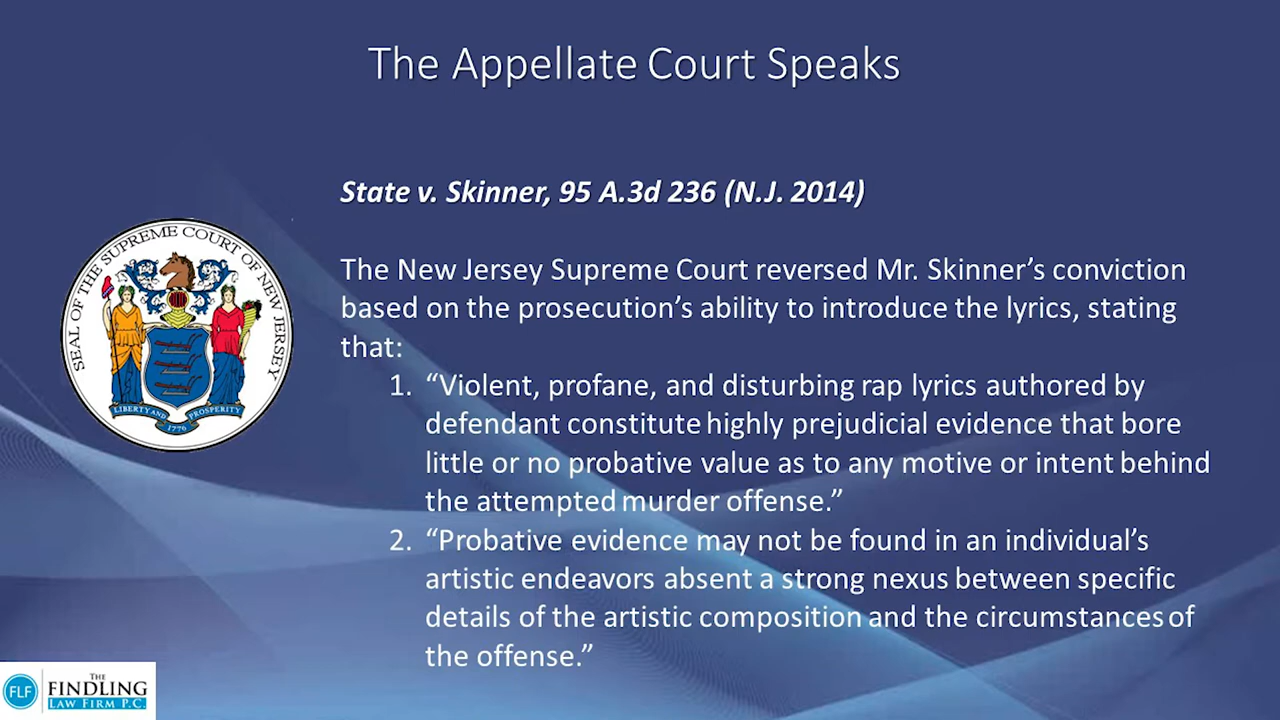 The Appellate Court Speaks
State v. Skinner, 95 A.3d 236 (N.J. 2014)
The New Jersey Supreme Court reversed Mr. Skinner’s conviction
based on the prosecution’s ability to introduce the lyrics, stating
that:
1. “Violent, profane, and disturbing rap lyrics authored by
defendant constitute highly prejudicial evidence that bore
little or no probative value as to any motive or intent behind
the attempted murder offense.”
2. “Probative evidence may not be found in an individual’s
artistic endeavors absent a strong nexus between specific
details of the artistic composition and the circumstances of
the offense.”
SEAL OF THE SUPREME COURT OF NEW JERSEY
LIBERTY AND PROSPERITY
1776
FLF
THE
FINDLING
LAW FIRM P.C.